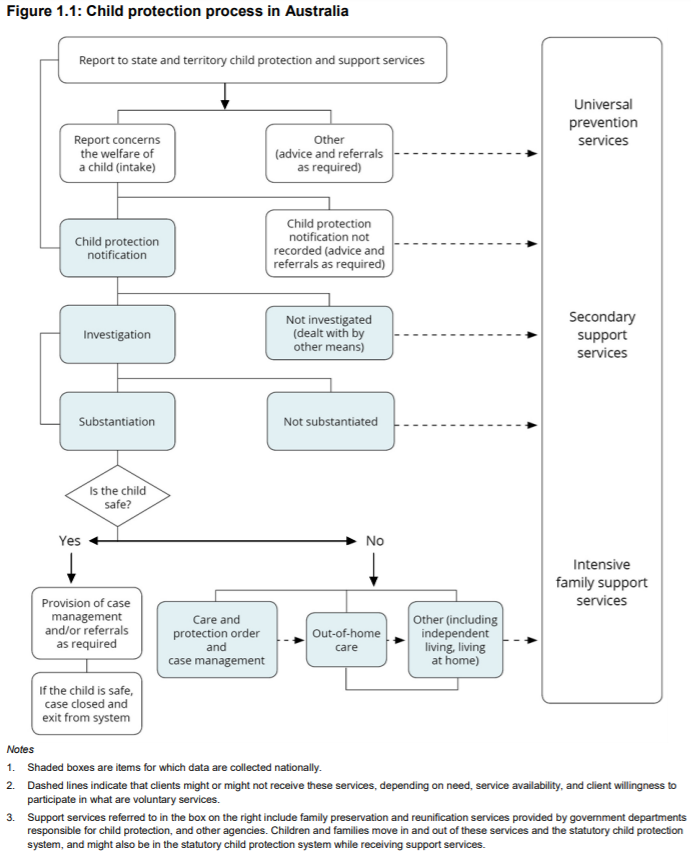 Figure 1.1: Child protection process in Australia
Report to state and territory child protection and support services
Report concerns
the welfare of
a child (intake)
Other
(advice and referrals
as required)
Universal
prevention
services
Child protection
notification
Child protection
notification not
recorded (advice and
referrals as required)
Investigation
Not investigated
(dealt with by
other means)
Secondary
support
services
Substantiation
Not substantiated
Is the child
safe?
Yes
No
Intensive
family support
services
Provision of case
management
and/or referrals
as required
Care and
protection order
and
case management
Out-of-home
care
Other (including
independent
living, living
at home)
If the child is safe,
case closed and
exit from system
Notes
1. Shaded boxes are items for which data are collected nationally.
2. Dashed lines indicate that clients might or might not receive these services, depending on need, service availability, and client willingness to
participate in what are voluntary services.
3. Support services referred to in the box on the right include family preservation and reunification services provided by government departments
responsible for child protection, and other agencies. Children and families move in and out of these services and the statutory child protection
system, and might also be in the statutory child protection system while receiving support services.